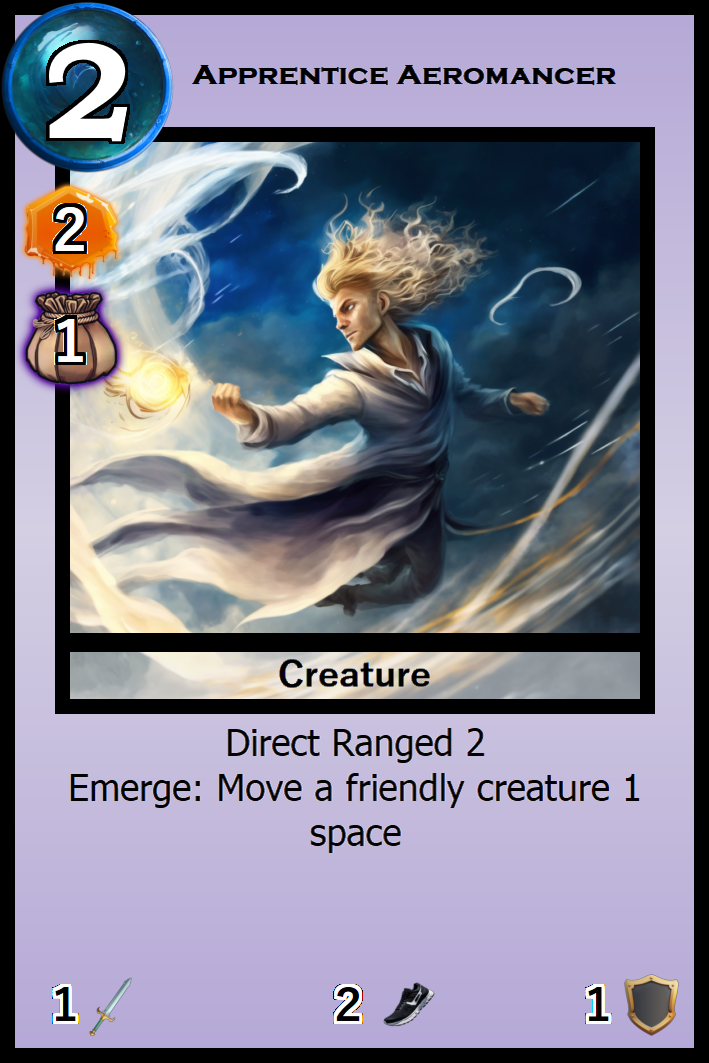 2
Apprentice Aeromancer
2
1
Creature
Direct Ranged 2
Emerge: Move a friendly creature 1
space
1 2 1